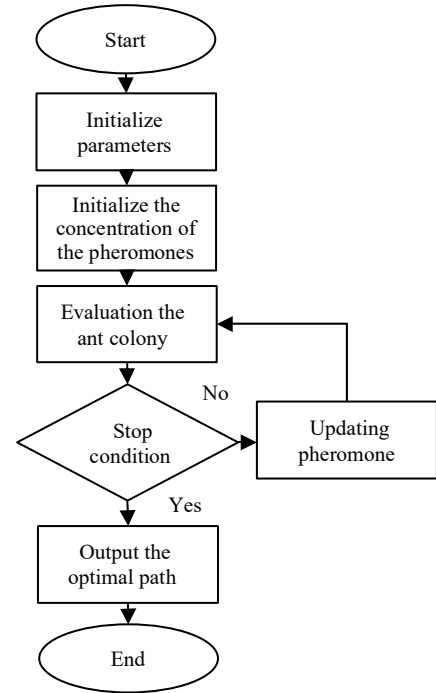 Start
Initialize
parameters
Initialize the
concentration of
the pheromones
Evaluation the
ant colony
No
Stop
condition
Updating
pheromone
Yes
Output the
optimal path
End